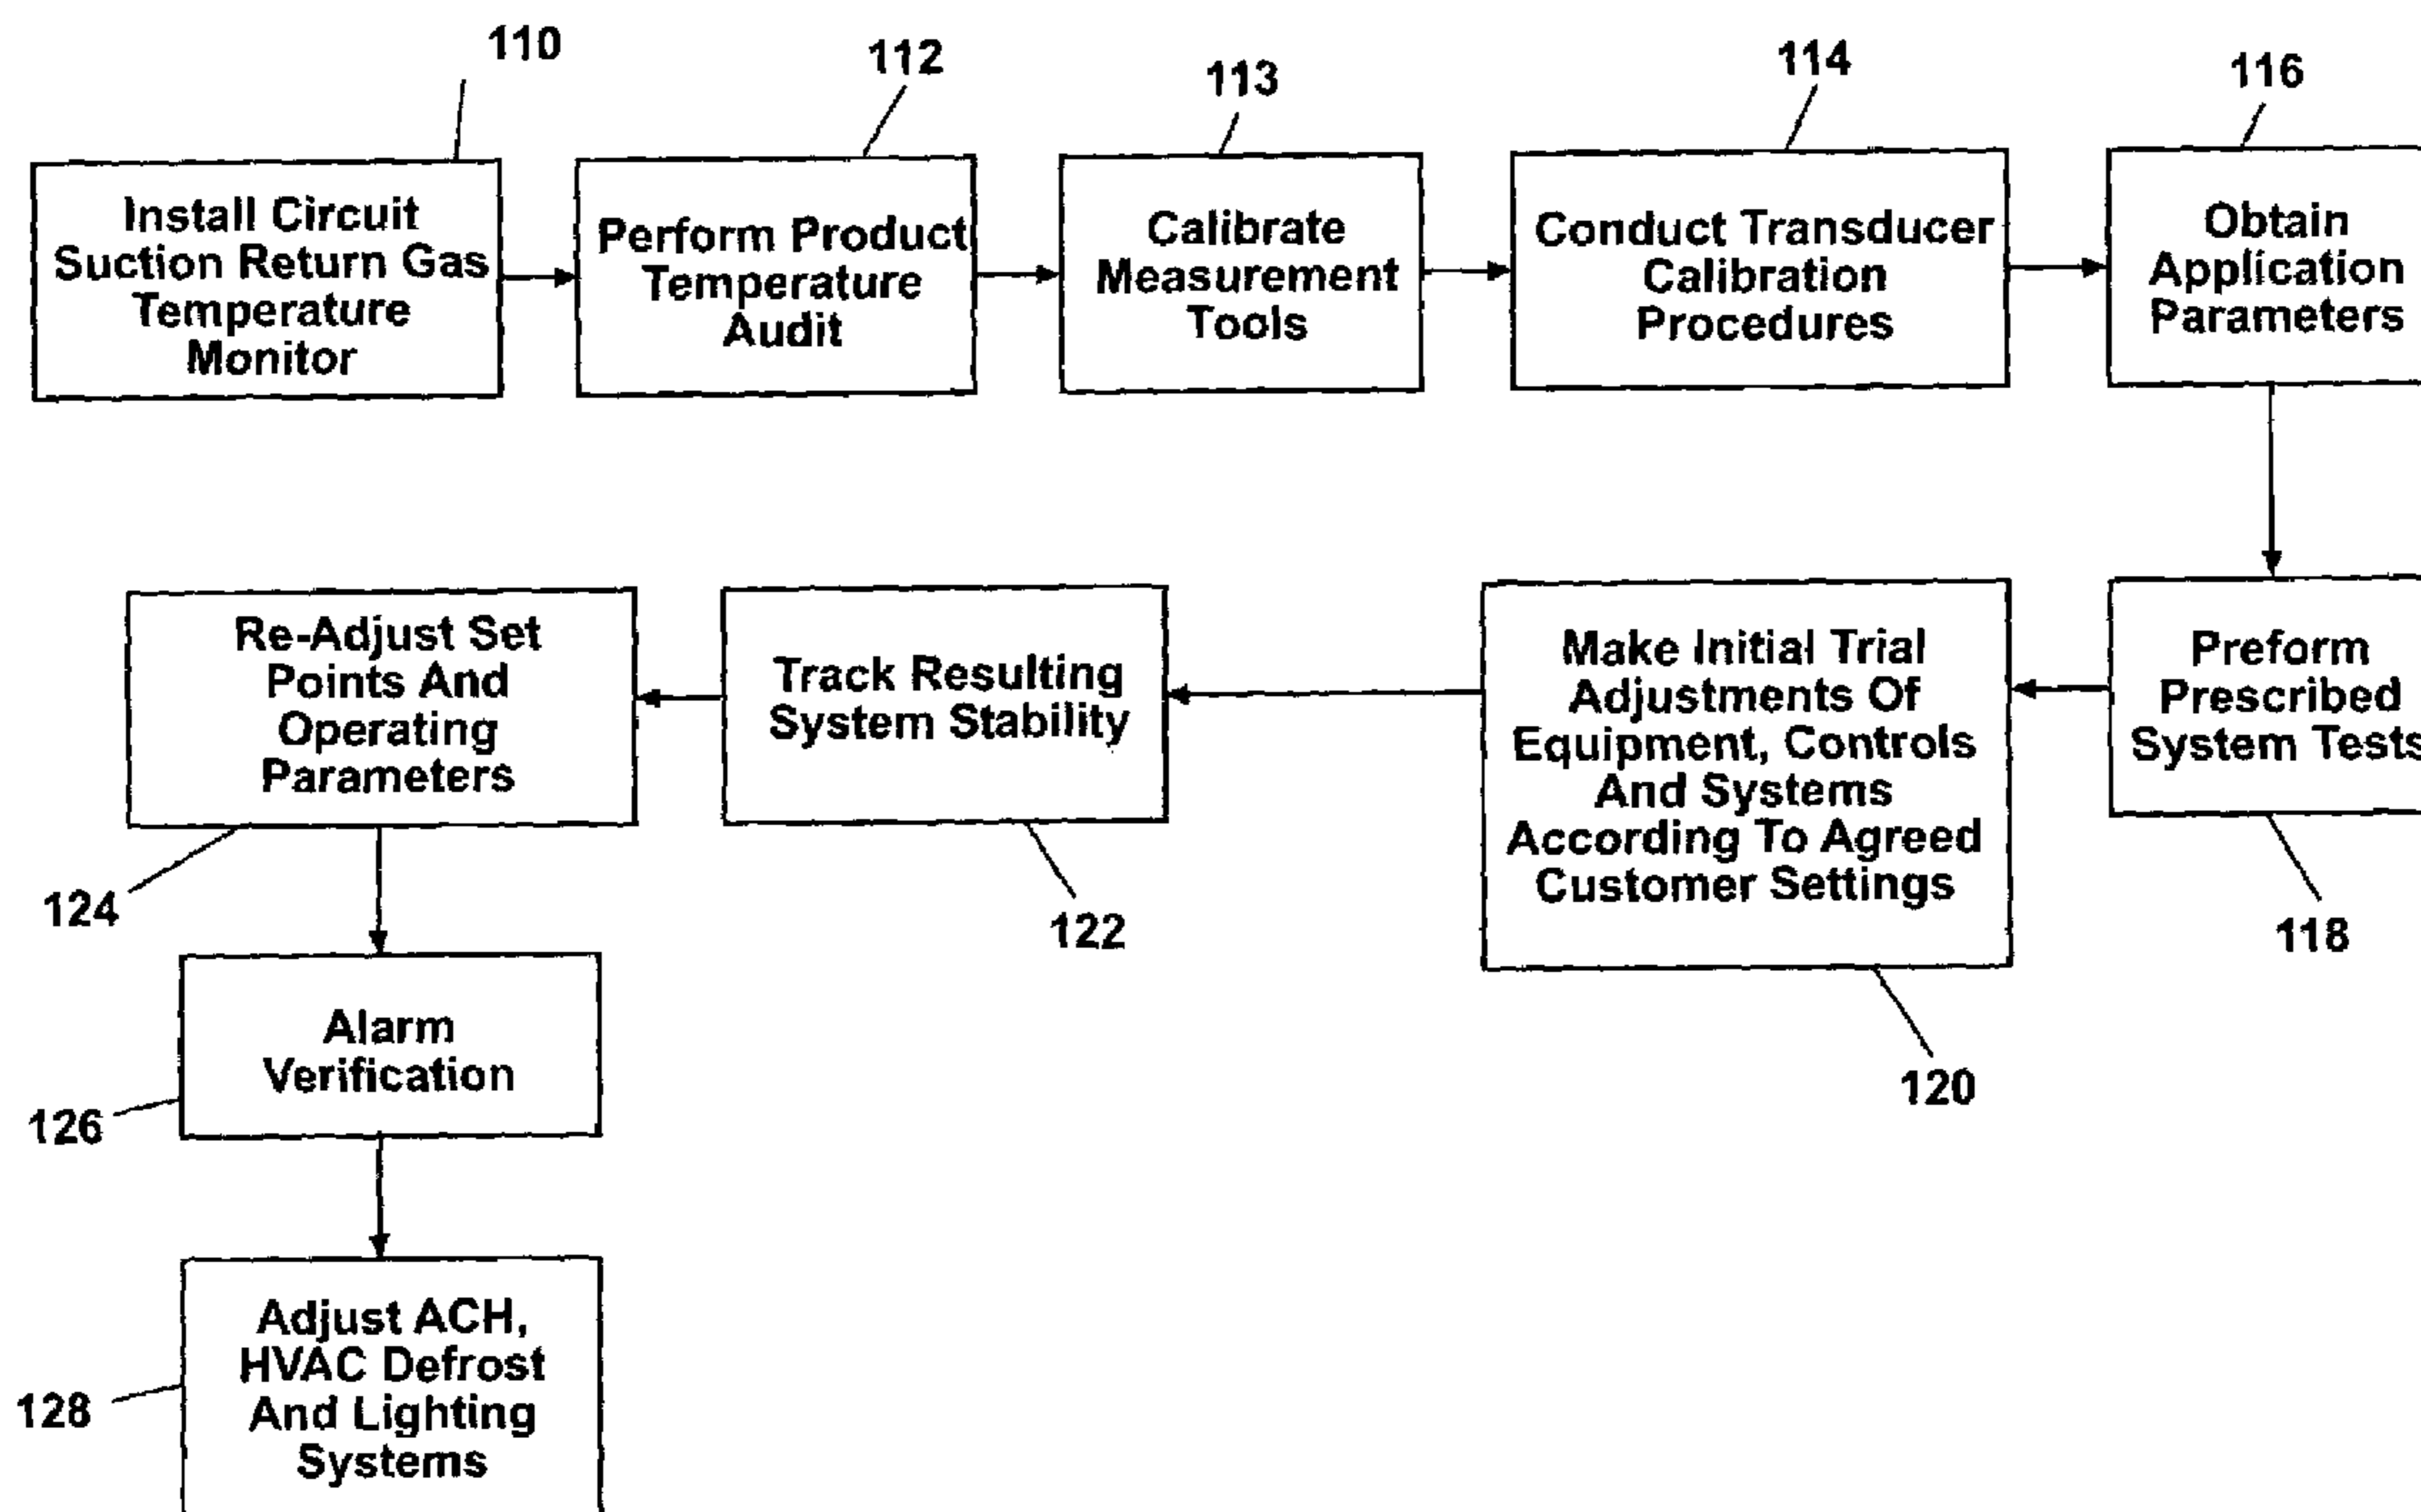 110
112
113
114
116
Install Circuit
Suction Return Gas
Temperature
Monitor
Perform Product
Temperature
Audit
Calibrate
Measurement
Tools
Conduct Transducer
Calibration
Procedures
Obtain
Application
Parameters
Preform
Prescribed
System Tests
118
Make Initial Trial
Adjustments Of
Equipment, Controls
And Systems
According To Agreed
Customer Settings
120
Track Resulting
System Stability
122
Re-Adjust Set
Points And
Operating
Parameters
124
Alarm
Verification
126
Adjust ACH,
HVAC Defrost
And Lighting
Systems
128